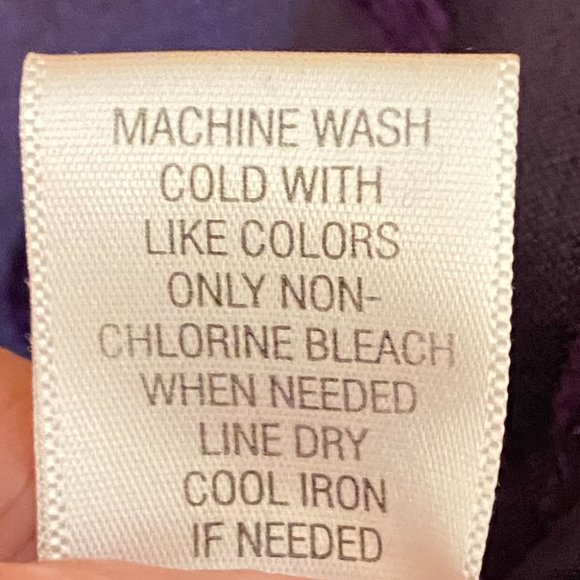 MACHINE WASH
COLD WITH
LIKE COLORS
ONLY NON-
CHLORINE BLEACH
WHEN NEEDED
LINE DRY
COOL IRON
IF NEEDED